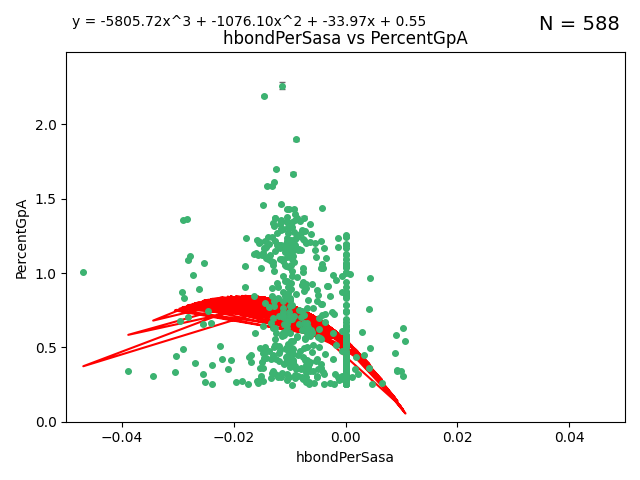 y = -5805.72x^3 + -1076.10x^2 + -33.97x + 0.55
N = 588
hbondPerSasa vs PercentGpA
2.0
1.5
1.0
0.5
0.0
PercentGpA
−0.04 −0.02 0.00 0.02 0.04
hbondPerSasa